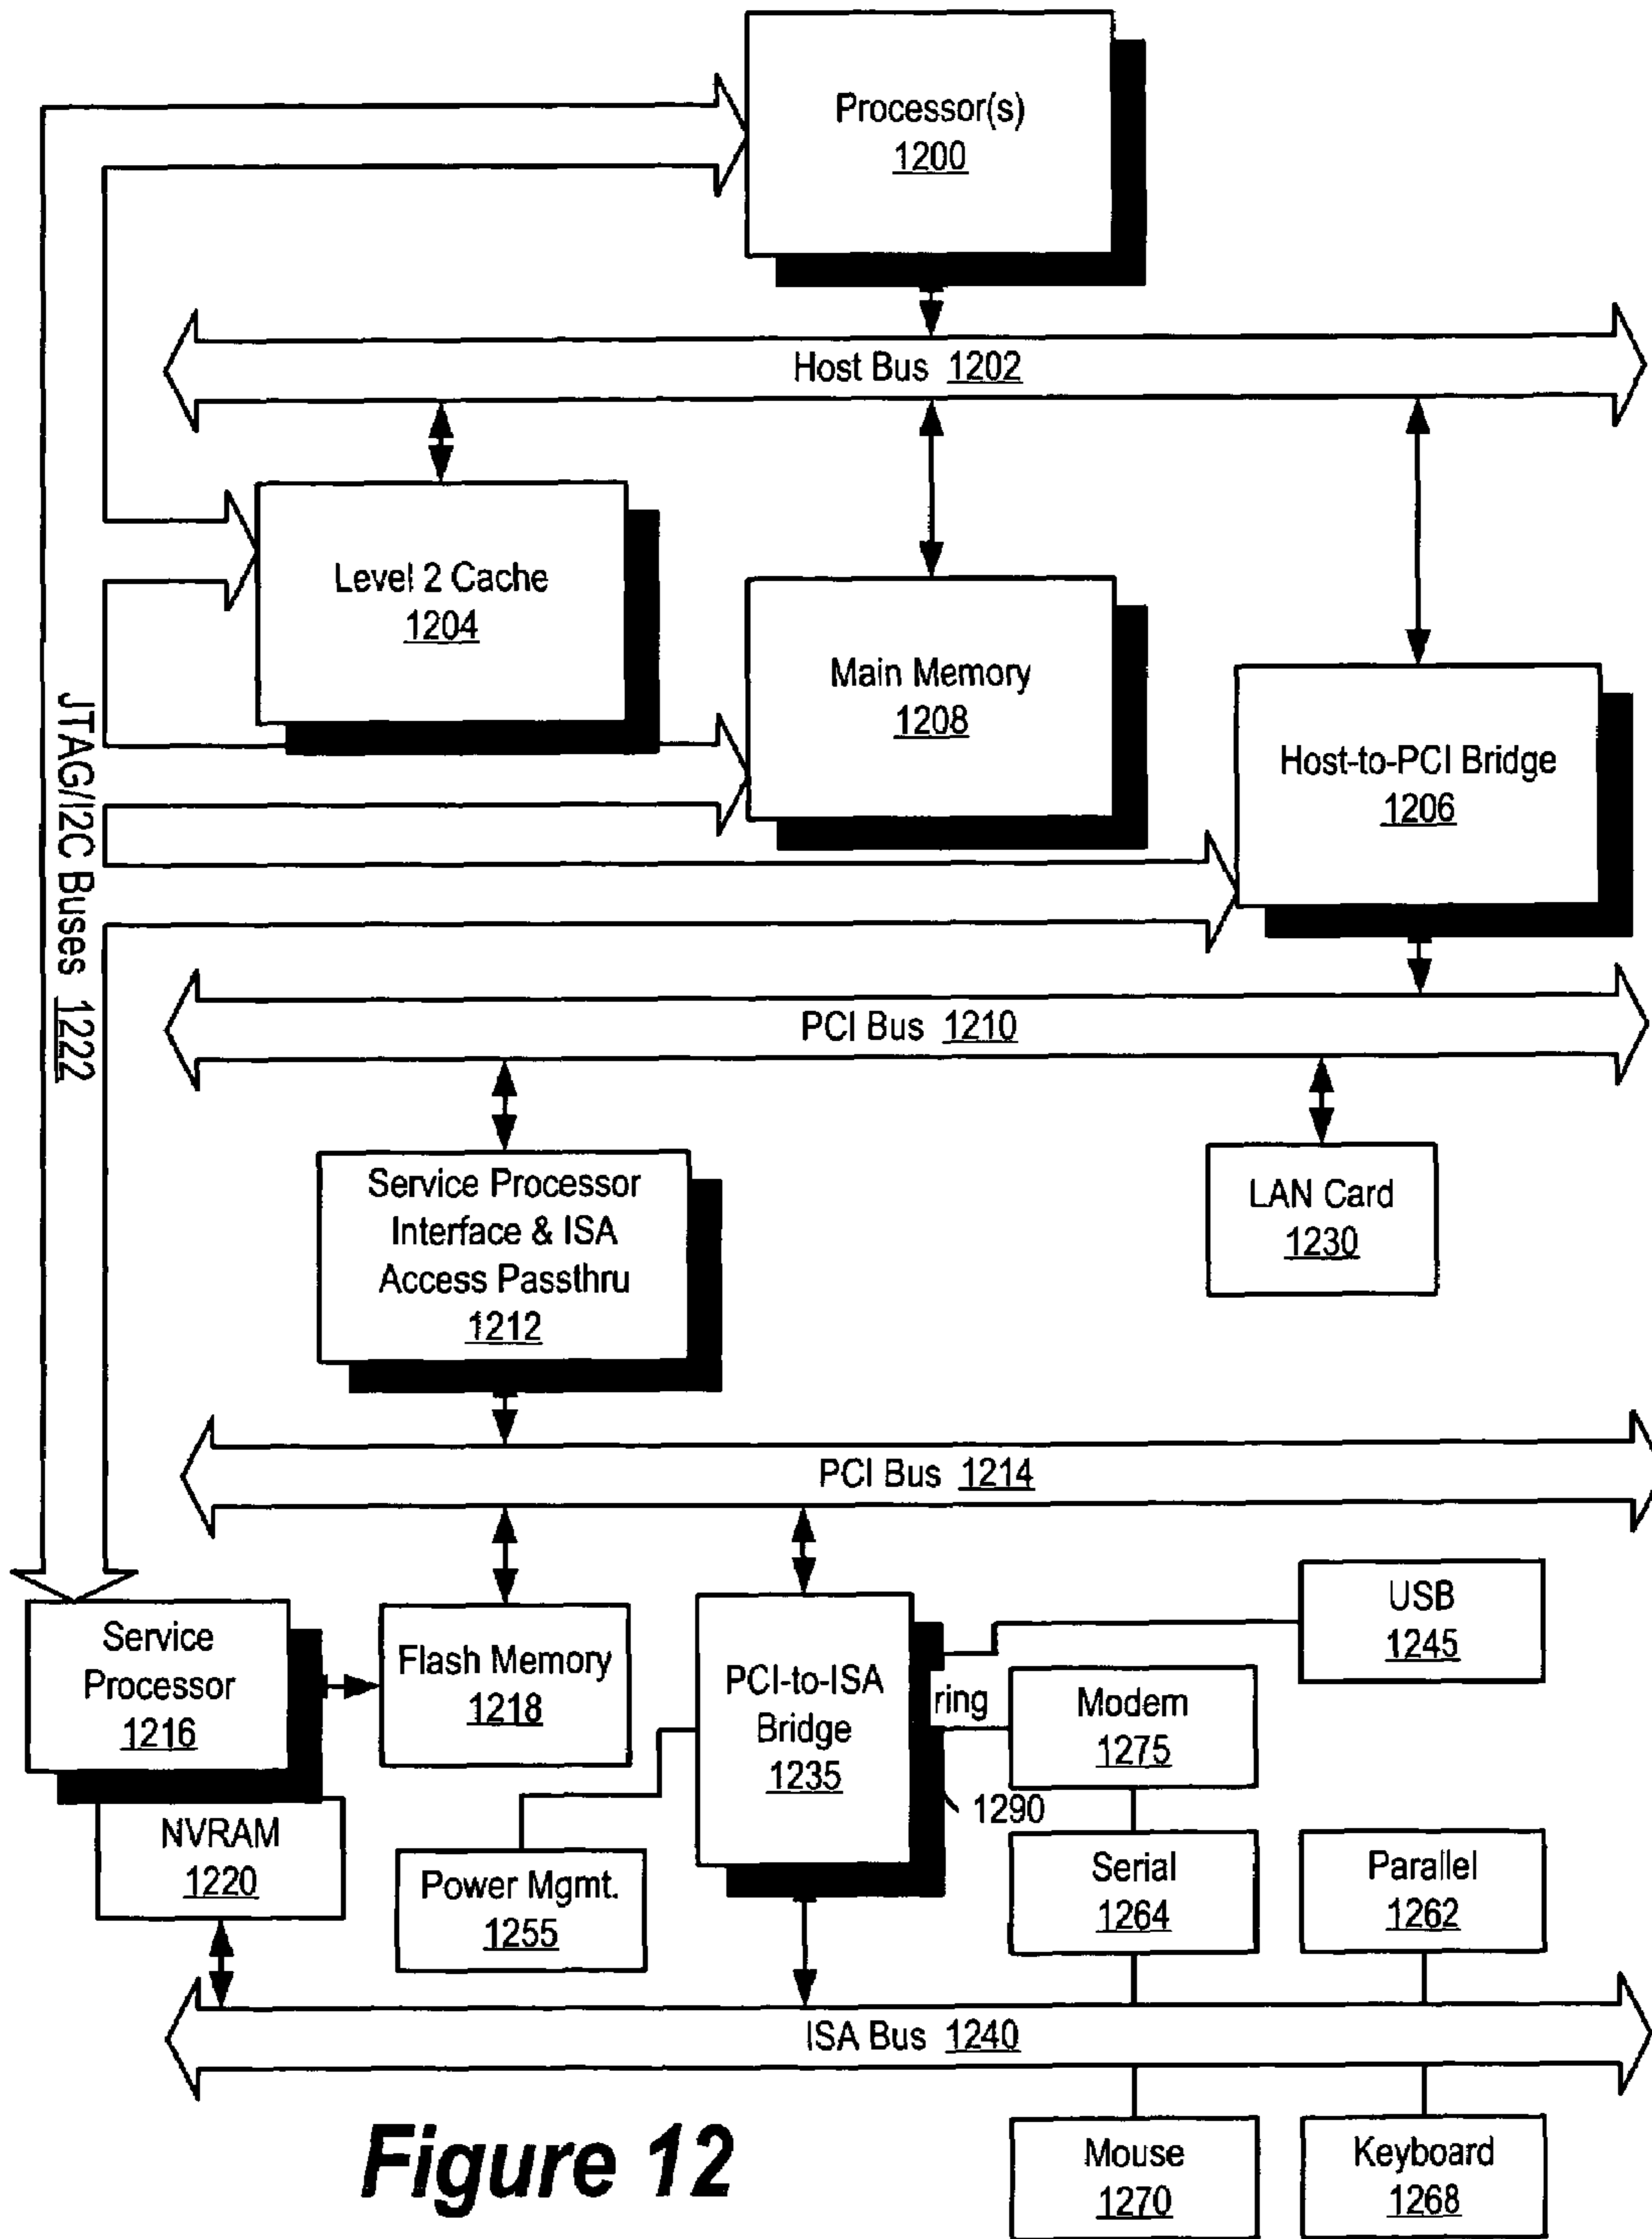 Processor(s)
1200
Host Bus 1202
Level 2 Cache
1204
Main Memory
1208
Host-to-PCI Bridge
1206
JTAG/I2C Buses 1222
PCI Bus 1210
Service Processor
Interface & ISA
Access Passthru
1212
LAN Card
1230
PCI Bus 1214
Service
Processor
1216
Flash Memory
1218
PCI-to-ISA
Bridge
1235
USB
1245
ring
Modem
1275
1290
NVRAM
1220
Power Mgmt.
1255
Serial
1264
Parallel
1262
ISA Bus 1240
Mouse
1270
Keyboard
1268
Figure 12